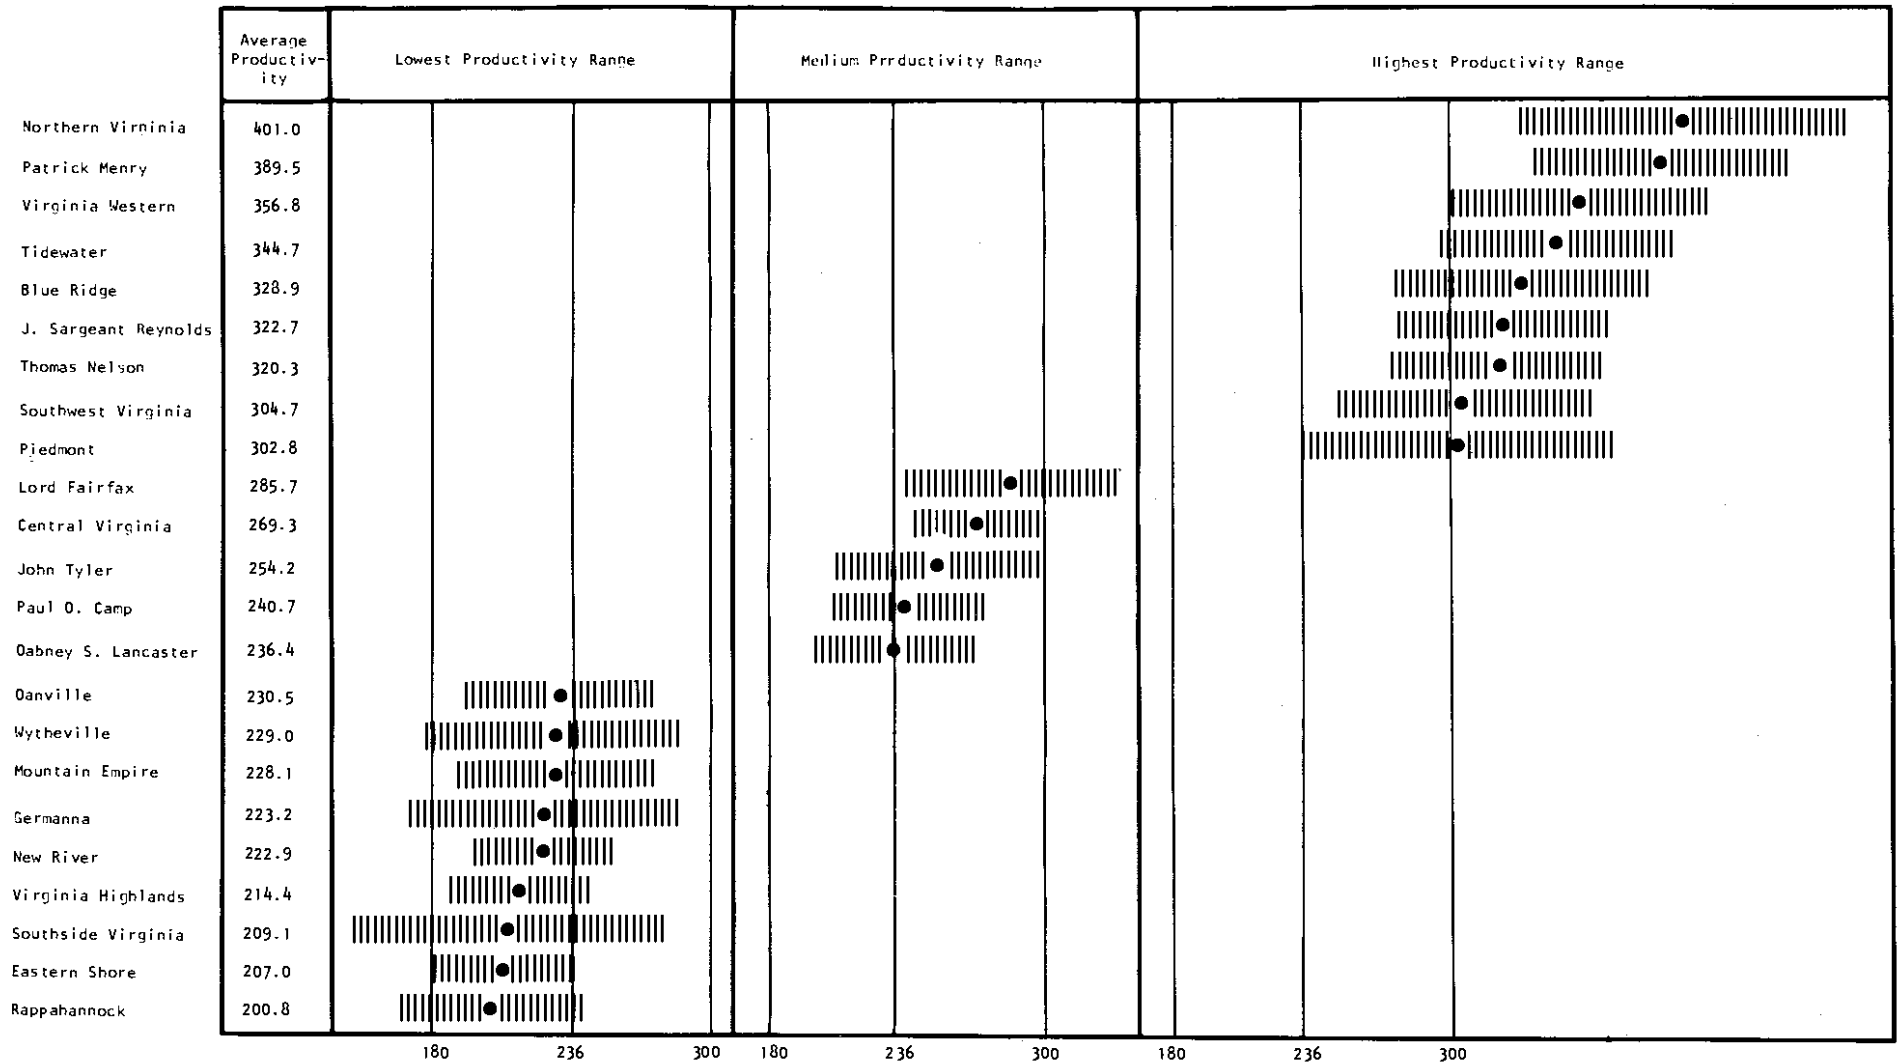 Average
Productiv-
ity
Lowest Productivity Range
Medium Prrductivity Range
Highest Productivity Range
Northern Virninia 401.0
Patrick Menry 389.5
Virginia Western 356.8
Tidewater 344.7
Blue Ridge 328.9
J. Sargeant Reynolds 322.7
Thomas Nelson 320.3
Southwest Virginia 304.7
Piedmont 302.8
Lord Fairfax 285.7
Central Virginia 269.3
John Tyler 254.2
Paul O. Camp 240.7
Oabney S. Lancaster 236.4
Oanville 230.5
Wytheville 229.0
Mountain Empire 228.1
Germanna 223.2
New River 222.9
Virginia Highlands 214.4
Southside Virginia 209.1
Eastern Shore 207.0
Rappahannock 200.8
180 236 300 180 236 300 180 236 300